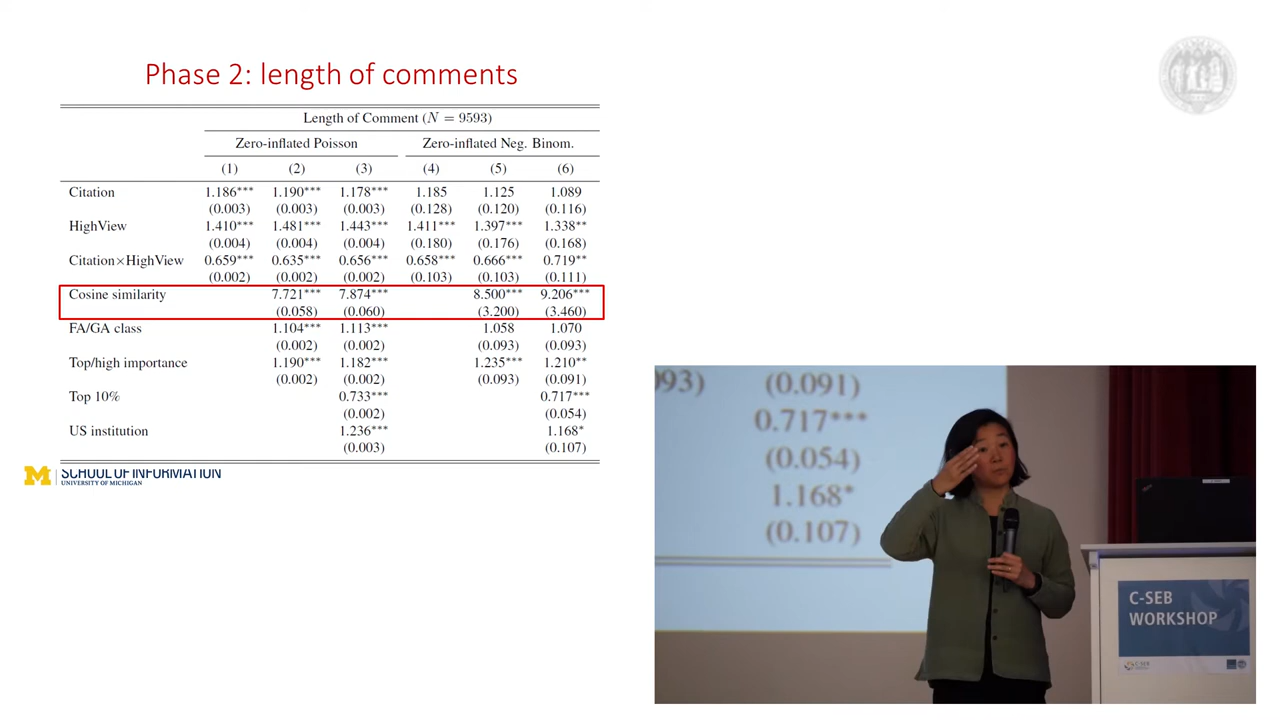 Phase 2: length of comments
Length of Comment (N = 9593)
Zero-inflated Poisson Zero-inflated Neg. Binom.
(1) (2) (3) (4) (5) (6)
Citation 1.186*** 1.190*** 1.178*** 1.185 1.125 1.089
(0.003) (0.003) (0.003) (0.128) (0.120) (0.116)
HighView 1.410*** 1.481*** 1.443*** 1.411*** 1.397*** 1.338**
(0.004) (0.004) (0.004) (0.180) (0.176) (0.168)
Citation×HighView 0.659*** 0.635*** 0.656*** 0.658*** 0.666*** 0.719**
(0.002) (0.002) (0.002) (0.103) (0.103) (0.111)
Cosine similarity 7.721*** 7.874*** 8.500*** 9.206***
(0.058) (0.060) (3.200) (3.460)
FA/GA class 1.104*** 1.113*** 1.058 1.070
(0.002) (0.002) (0.093) (0.093)
Top/high importance 1.190*** 1.182*** 1.235*** 1.210**
(0.002) (0.002) (0.093) (0.091)
Top 10% 0.733*** 0.717***
(0.002) (0.054)
US institution 1.236*** 1.168*
(0.003) (0.107)
M SCHOOL OF INFORMATION
UNIVERSITY OF MICHIGAN
093) (0.091)
0.717***
(0.054)
1.168*
(0.107)
C-SEB
WORKSHOP
C-SEB